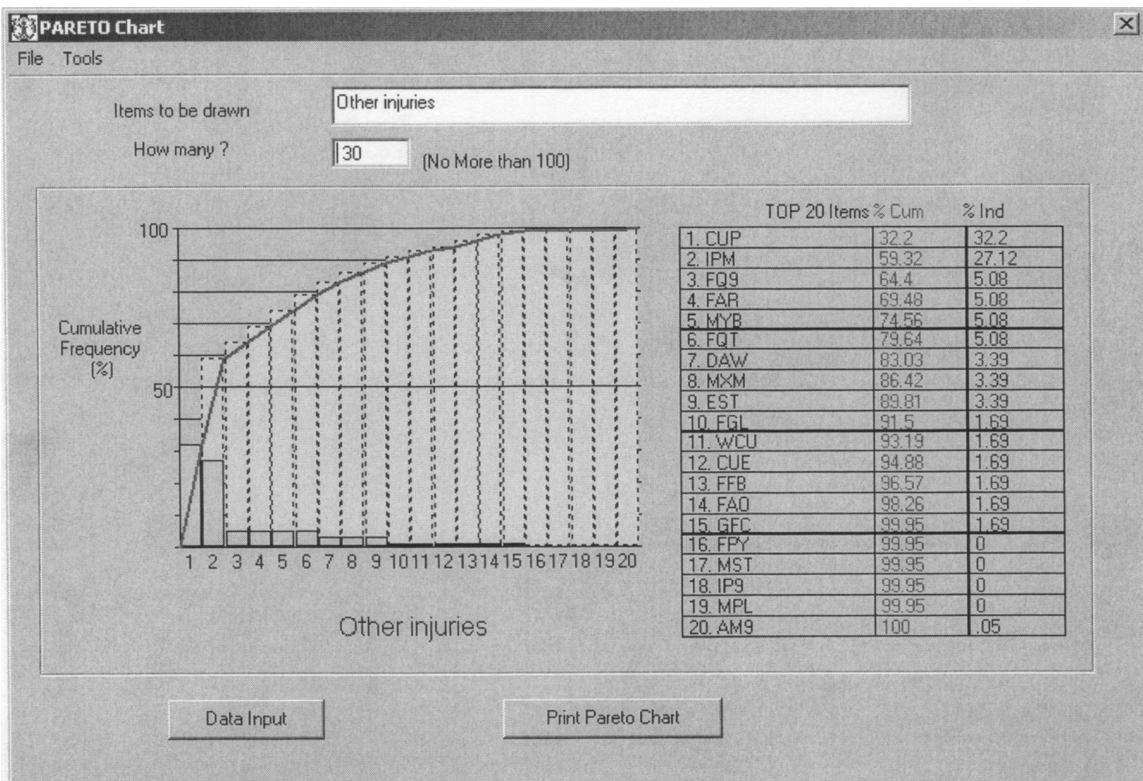 PARETO Chart
File Tools
Items to be drawn Other injuries
How many ? 30 (No More than 100)
TOP 20 Items % Cum % Ind
1. CUP 32.2 32.2
2. IPM 59.32 27.12
3. FQ9 64.4 5.08
4. FAR 69.48 5.08
5. MYB 74.56 5.08
6. FQT 79.64 5.08
7. DAW 83.03 3.39
8. MXM 86.42 3.39
9. EST 89.81 3.39
10. FGL 91.5 1.69
11. WCU 93.19 1.69
12. CUE 94.88 1.69
13. FFB 96.57 1.69
14. FAO 98.26 1.69
15. GFC 99.95 1.69
16. FPY 99.95 0
17. MST 99.95 0
18. IP9 99.95 0
19. MPL 99.95 0
20. AM9 100 .05
100
Cumulative
Frequency
(%)
50
1 2 3 4 5 6 7 8 9 10 11 12 13 14 15 16 17 18 19 20
Other injuries
Data Input Print Pareto Chart